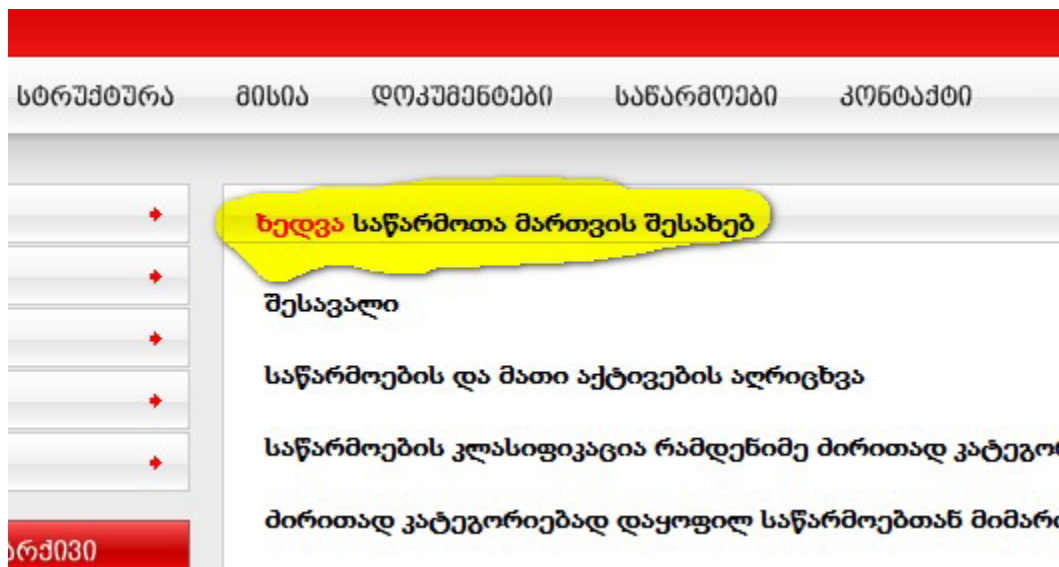 სტრუქტურა მისია დოკუმენტები საწარმოები კონტაქტი
ხედვა საწარმოთა მართვის შესახებ
შესავალი
საწარმოების და მათი აქტივების აღრიცხვა
საწარმოების კლასიფიკაცია რამდენიმე ძირითად
ძირითად კატეგორიებად დაყოფილ საწარმოებთან